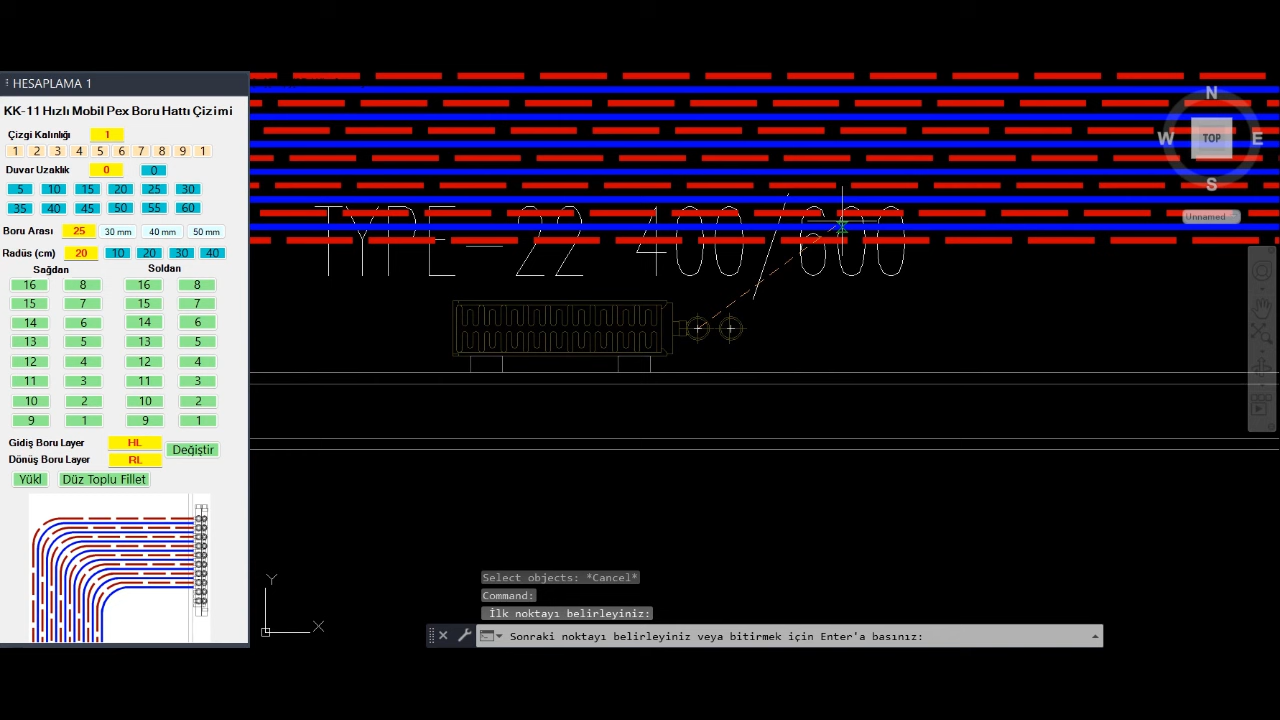 HESAPLAMA 1
KK-11 Hızlı Mobil Pex Boru Hattı Çizimi
Çizgi Kalınlığı 1
1 2 3 4 5 6 7 8 9 1
Duvar Uzaklık 0 0
5 10 15 20 25 30
35 40 45 50 55 60
Boru Arası 25 30 mm 40 mm 50 mm
Radüs (cm) 20 10 20 30 40
Sağdan Soldan
16 8 16 8
15 7 15 7
14 6 14 6
13 5 13 5
12 4 12 4
11 3 11 3
10 2 10 2
9 1 9 1
Gidiş Boru Layer HL
Değiştir
Dönüş Boru Layer RL
Yükl Düz Toplu Fillet
TYPE_22 400/600
N
W TOP E
S
Unnamed
Y
X
Select objects: *Cancel*
Command:
İlk noktayı belirleyiniz:
Sonraki noktayı belirleyiniz veya bitirmek için Enter'a basınız: